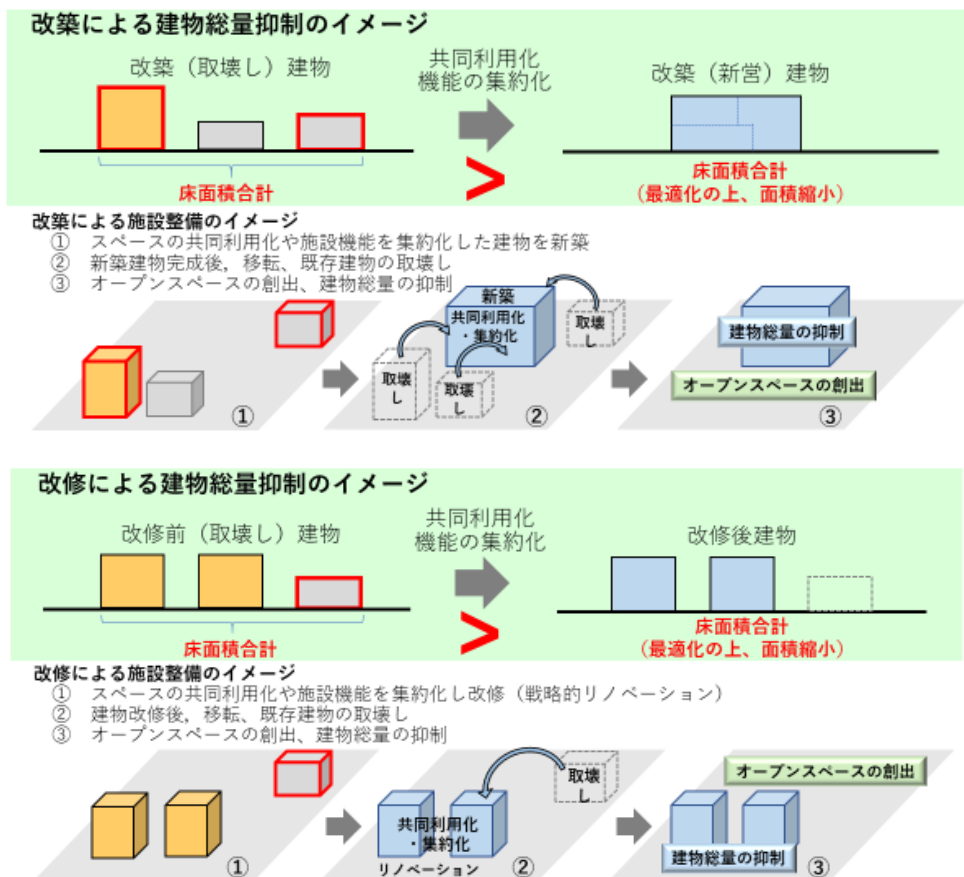 改築による建物総量抑制のイメージ
改築（取壊し）建物
共同利用化
機能の集約化
改築（新営）建物
床面積合計
>
床面積合計
（最適化の上、面積縮小）
改築による施設整備のイメージ
① スペースの共同利用化や施設機能を集約化した建物を新築
② 新築建物完成後，移転、既存建物の取壊し
③ オープンスペースの創出、建物総量の抑制
新築
共同利用化
・集約化
取壊
し
取壊
し
取壊
し
建物総量の抑制
オープンスペースの創出
①
②
③
改修による建物総量抑制のイメージ
改修前（取壊し）建物
共同利用化
機能の集約化
改修後建物
床面積合計
>
床面積合計
（最適化の上、面積縮小）
改修による施設整備のイメージ
① スペースの共同利用化や施設機能を集約化し改修（戦略的リノベーション）
② 建物改修後，移転、既存建物の取壊し
③ オープンスペースの創出、建物総量の抑制
取壊
し
オープンスペースの創出
共同利用化
・集約化
建物総量の抑制
①
リノベーション
②
③